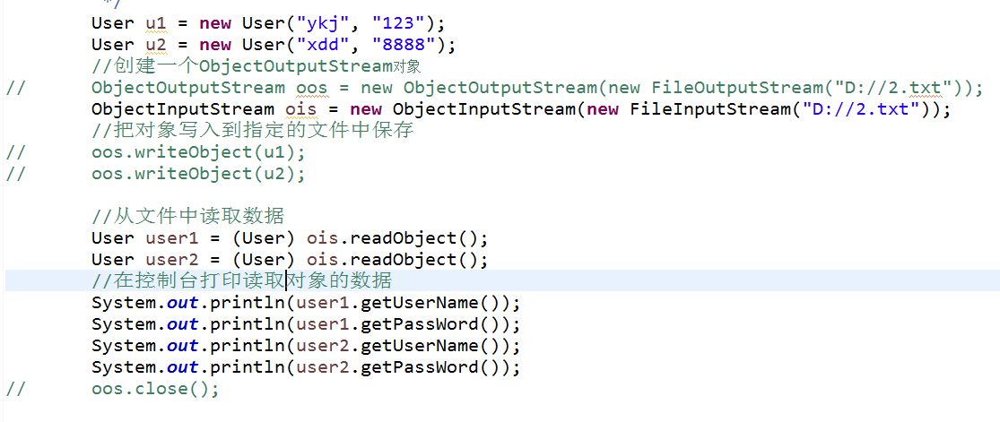 */
User u1 = new User("ykj", "123");
User u2 = new User("xdd", "8888");
//创建一个ObjectOutputStream对象
// ObjectOutputStream oos = new ObjectOutputStream(new FileOutputStream("D://2.txt"));
ObjectInputStream ois = new ObjectInputStream(new FileInputStream("D://2.txt"));
//把对象写入到指定的文件中保存
// oos.writeObject(u1);
// oos.writeObject(u2);
//从文件中读取数据
User user1 = (User) ois.readObject();
User user2 = (User) ois.readObject();
//在控制台打印读取对象的数据
System.out.println(user1.getUserName());
System.out.println(user1.getPassWord());
System.out.println(user2.getUserName());
System.out.println(user2.getPassWord());
// oos.close();